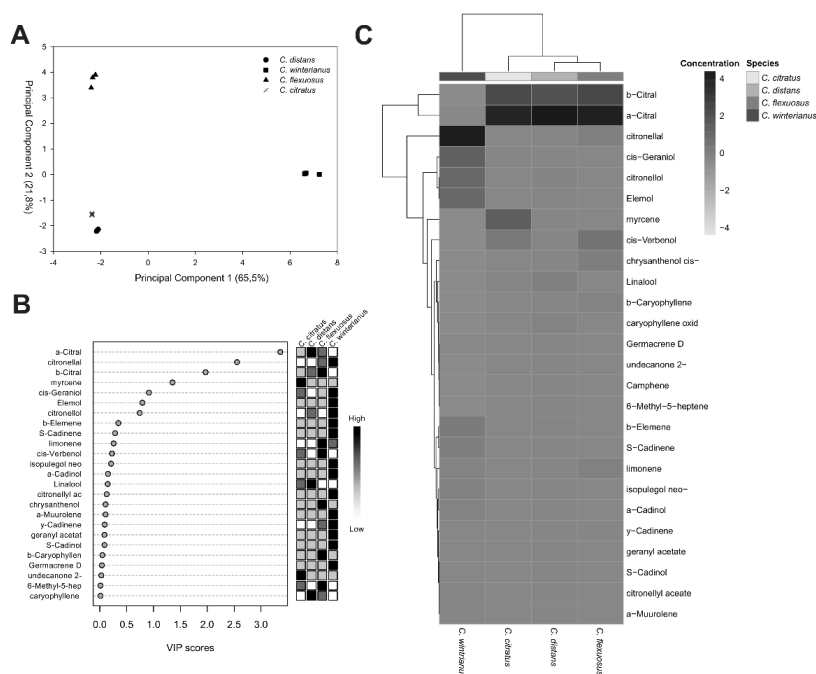 A
Principal Component 2 (21,8%)
5
4
3
2
1
0
-1
-2
-3
-4
-2
0
2
4
6
8
Principal Component 1 (65,5%)
C. distans
C. winterianus
C. flexuosus
C. citratus
B
C. citratus
C. distans
C. flexuosus
C. winterianus
a-Citral
citronellal
b-Citral
myrcene
cis-Geraniol
Elemol
citronellol
b-Elemene
S-Cadinene
limonene
cis-Verbenol
isopulegol neo
a-Cadinol
Linalool
citronellyl ac
chrysanthenol
a-Muurolene
y-Cadinene
geranyl acetat
S-Cadinol
b-Caryophyllen
Germacrene D
undecanone 2-
6-Methyl-5-hep
caryophyllene
0.0 0.5 1.0 1.5 2.0 2.5 3.0
VIP scores
High
Low
C
b-Citral
a-Citral
citronellal
cis-Geraniol
citronellol
Elemol
myrcene
cis-Verbenol
chrysanthenol cis-
Linalool
b-Caryophyllene
caryophyllene oxid
Germacrene D
undecanone 2-
Camphene
6-Methyl-5-heptene
b-Elemene
S-Cadinene
limonene
isopulegol neo-
a-Cadinol
y-Cadinene
geranyl acetate
S-Cadinol
citronellyl aceate
a-Muurolene
C. wintrianu
C. citratus
C. distans
C. flexuosus
Concentration
4
2
0
-2
-4
Species
C. citratus
C. distans
C. flexuosus
C. winterianus